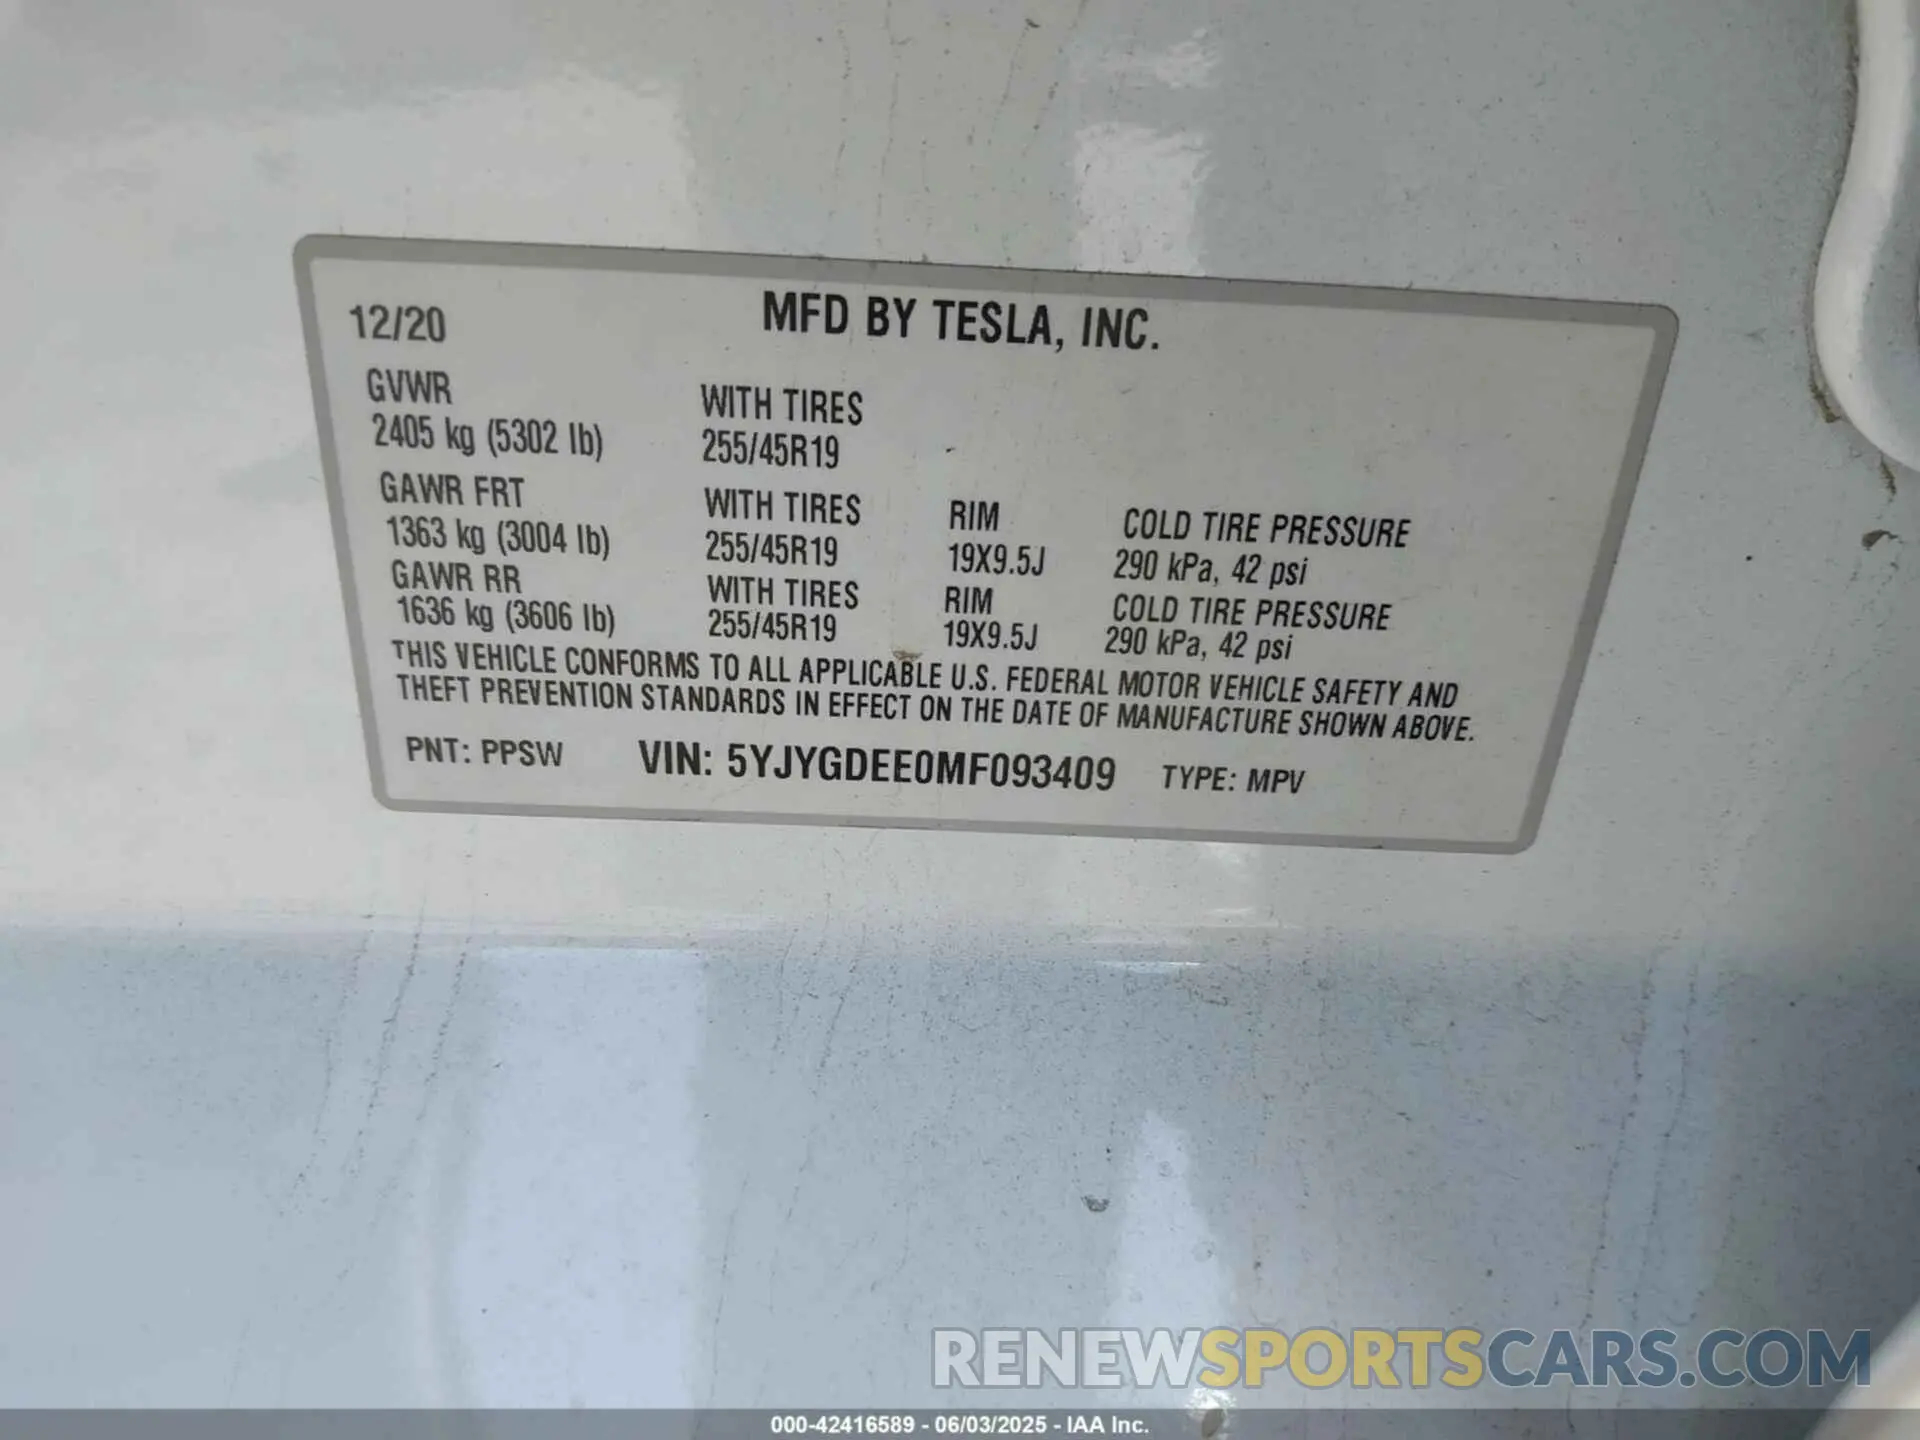 12/20 MFD BY TESLA, INC.
GVWR WITH TIRES
2405 kg (5302 lb) 255/45R19
GAWR FRT WITH TIRES RIM COLD TIRE PRESSURE
1363 kg (3004 lb) 255/45R19 19X9.5J 290 kPa, 42 psi
GAWR RR WITH TIRES RIM COLD TIRE PRESSURE
1636 kg (3606 lb) 255/45R19 19X9.5J 290 kPa, 42 psi
THIS VEHICLE CONFORMS TO ALL APPLICABLE U.S. FEDERAL MOTOR VEHICLE SAFETY AND
THEFT PREVENTION STANDARDS IN EFFECT ON THE DATE OF MANUFACTURE SHOWN ABOVE.
PNT: PPSW VIN: 5YJYGDEE0MF093409 TYPE: MPV
RENEWSPORTSCARS.COM
000-42416589 - 06/03/2025 - IAA Inc.